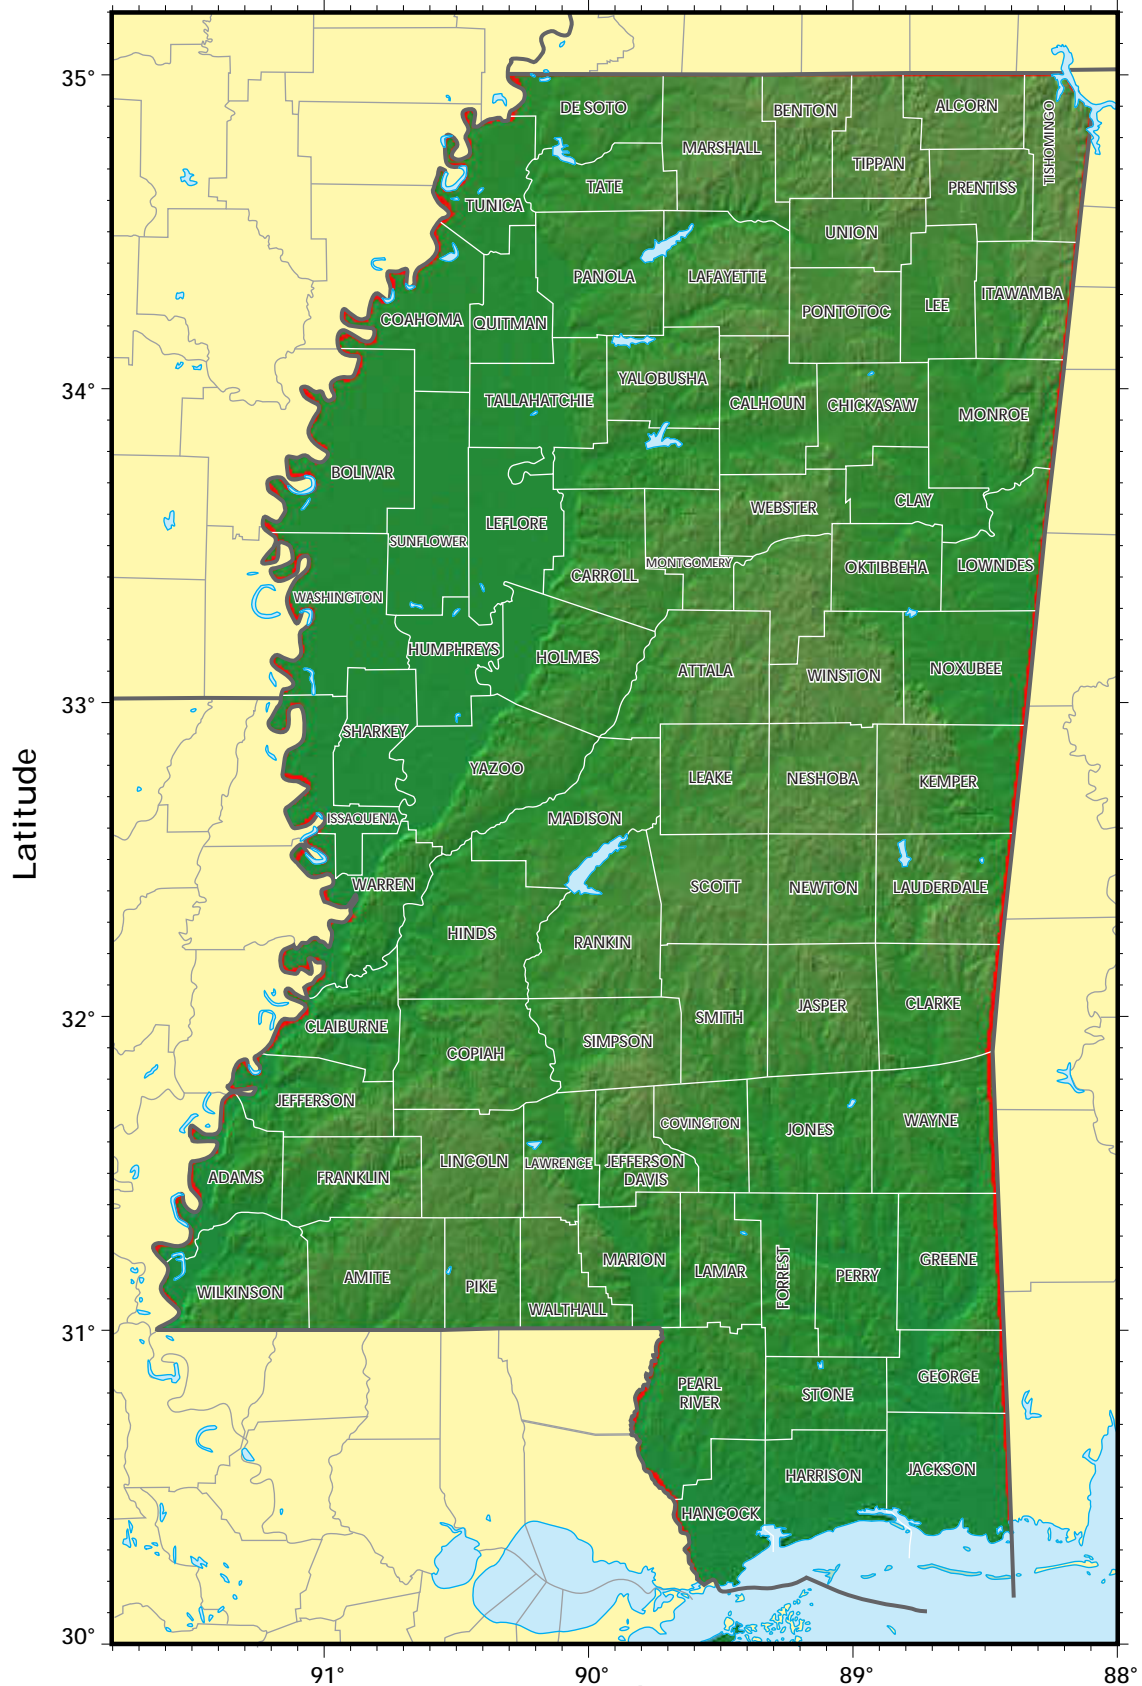 35°
DE SOTO
BENTON
ALCORN
TISHOMINGO
MARSHALL
TIPPAN
TATE
PRENTISS
TUNICA
UNION
PANOLA
LAFAYETTE
ITAWAMBA
LEE
PONTOTOC
COAHOMA
QUITMAN
YALOBUSHA
34°
TALLAHATCHIE
CALHOUN
CHICKASAW
MONROE
BOLIVAR
CLAY
WEBSTER
LEFLORE
SUNFLOWER
MONTGOMERY
OKTIBBEHA
LOWNDES
CARROLL
WASHINGTON
HUMPHREYS
HOLMES
ATTALA
WINSTON
NOXUBEE
33°
SHARKEY
YAZOO
LEAKE
NESHOBA
KEMPER
Latitude
ISSAQUENA
MADISON
WARREN
SCOTT
NEWTON
LAUDERDALE
HINDS
RANKIN
JASPER
CLARKE
32°
CLAIBURNE
SMITH
SIMPSON
COPIAH
JEFFERSON
COVINGTON
JONES
WAYNE
LINCOLN
LAWRENCE
JEFFERSON
DAVIS
ADAMS
FRANKLIN
MARION
LAMAR
FORREST
PERRY
GREENE
WILKINSON
AMITE
PIKE
WALTHALL
31°
PEARL
RIVER
STONE
GEORGE
HARRISON
JACKSON
HANCOCK
30°
91°
90°
89°
88°